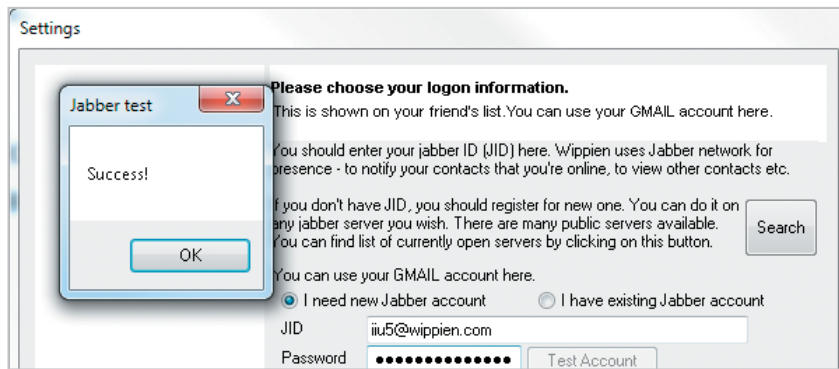 Settings
Jabber test
Success!
OK
Please choose your logon information.
This is shown on your friend's list.You can use your GMAIL account here.
You should enter your jabber ID (JID) here. Wippien uses Jabber network for
presence - to notify your contacts that you're online, to view other contacts etc.
If you don't have JID, you should register for new one. You can do it on
any jabber server you wish. There are many public servers available.
You can find list of currently open servers by clicking on this button.
Search
You can use your GMAIL account here.
I need new Jabber account I have existing Jabber account
JID iiu5@wippien.com
Password ●●●●●●●●●●●●●● Test Account